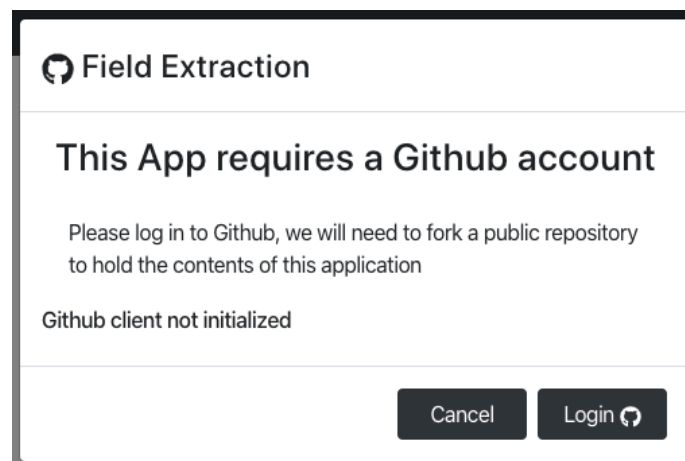 Field Extraction
This App requires a Github account
Please log in to Github, we will need to fork a public repository
to hold the contents of this application
Github client not initialized
Cancel
Login